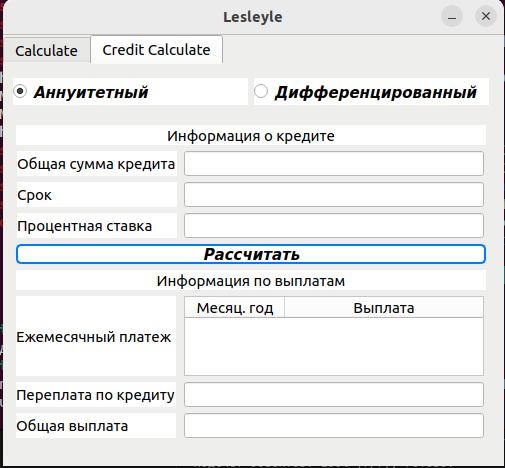 Lesleyle
Calculate Credit Calculate
Аннуитетный Дифференцированный
Информация о кредите
Общая сумма кредита
Срок
Процентная ставка
Рассчитать
Информация по выплатам
Месяц. год Выплата
Ежемесячный платеж
Переплата по кредиту
Общая выплата